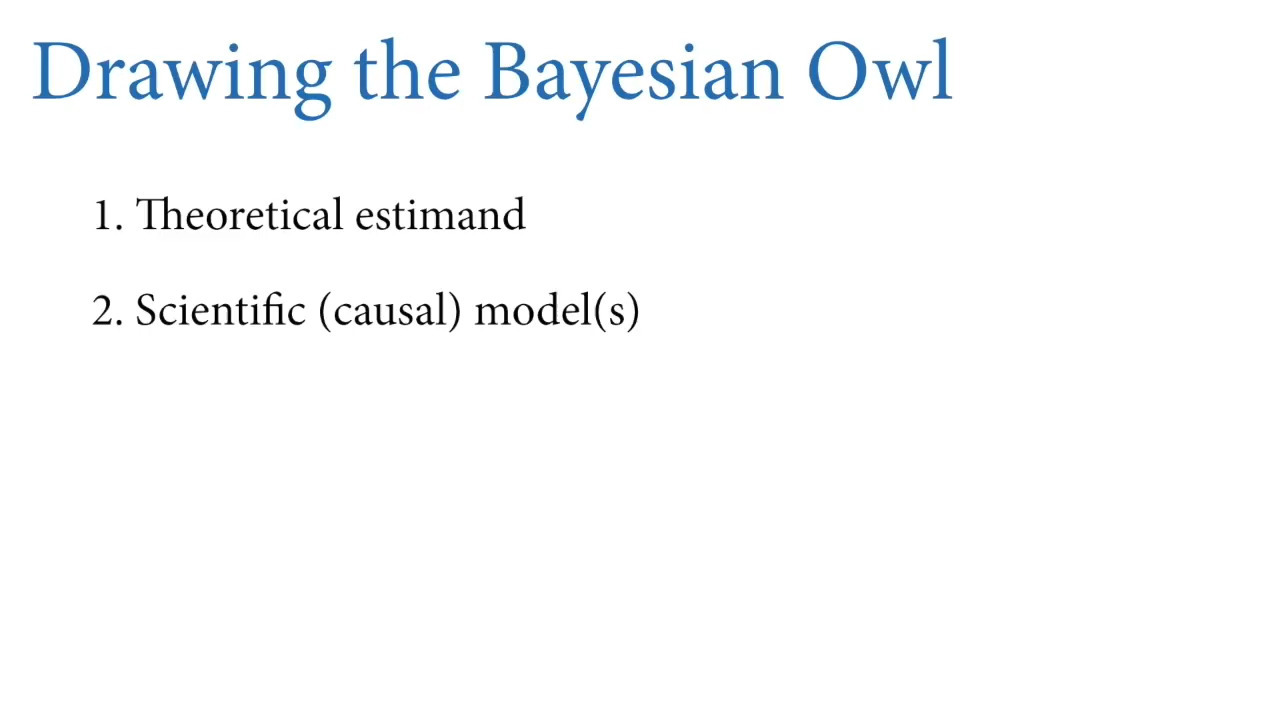 Drawing the Bayesian Owl
1. Theoretical estimand
2. Scientific (causal) model(s)